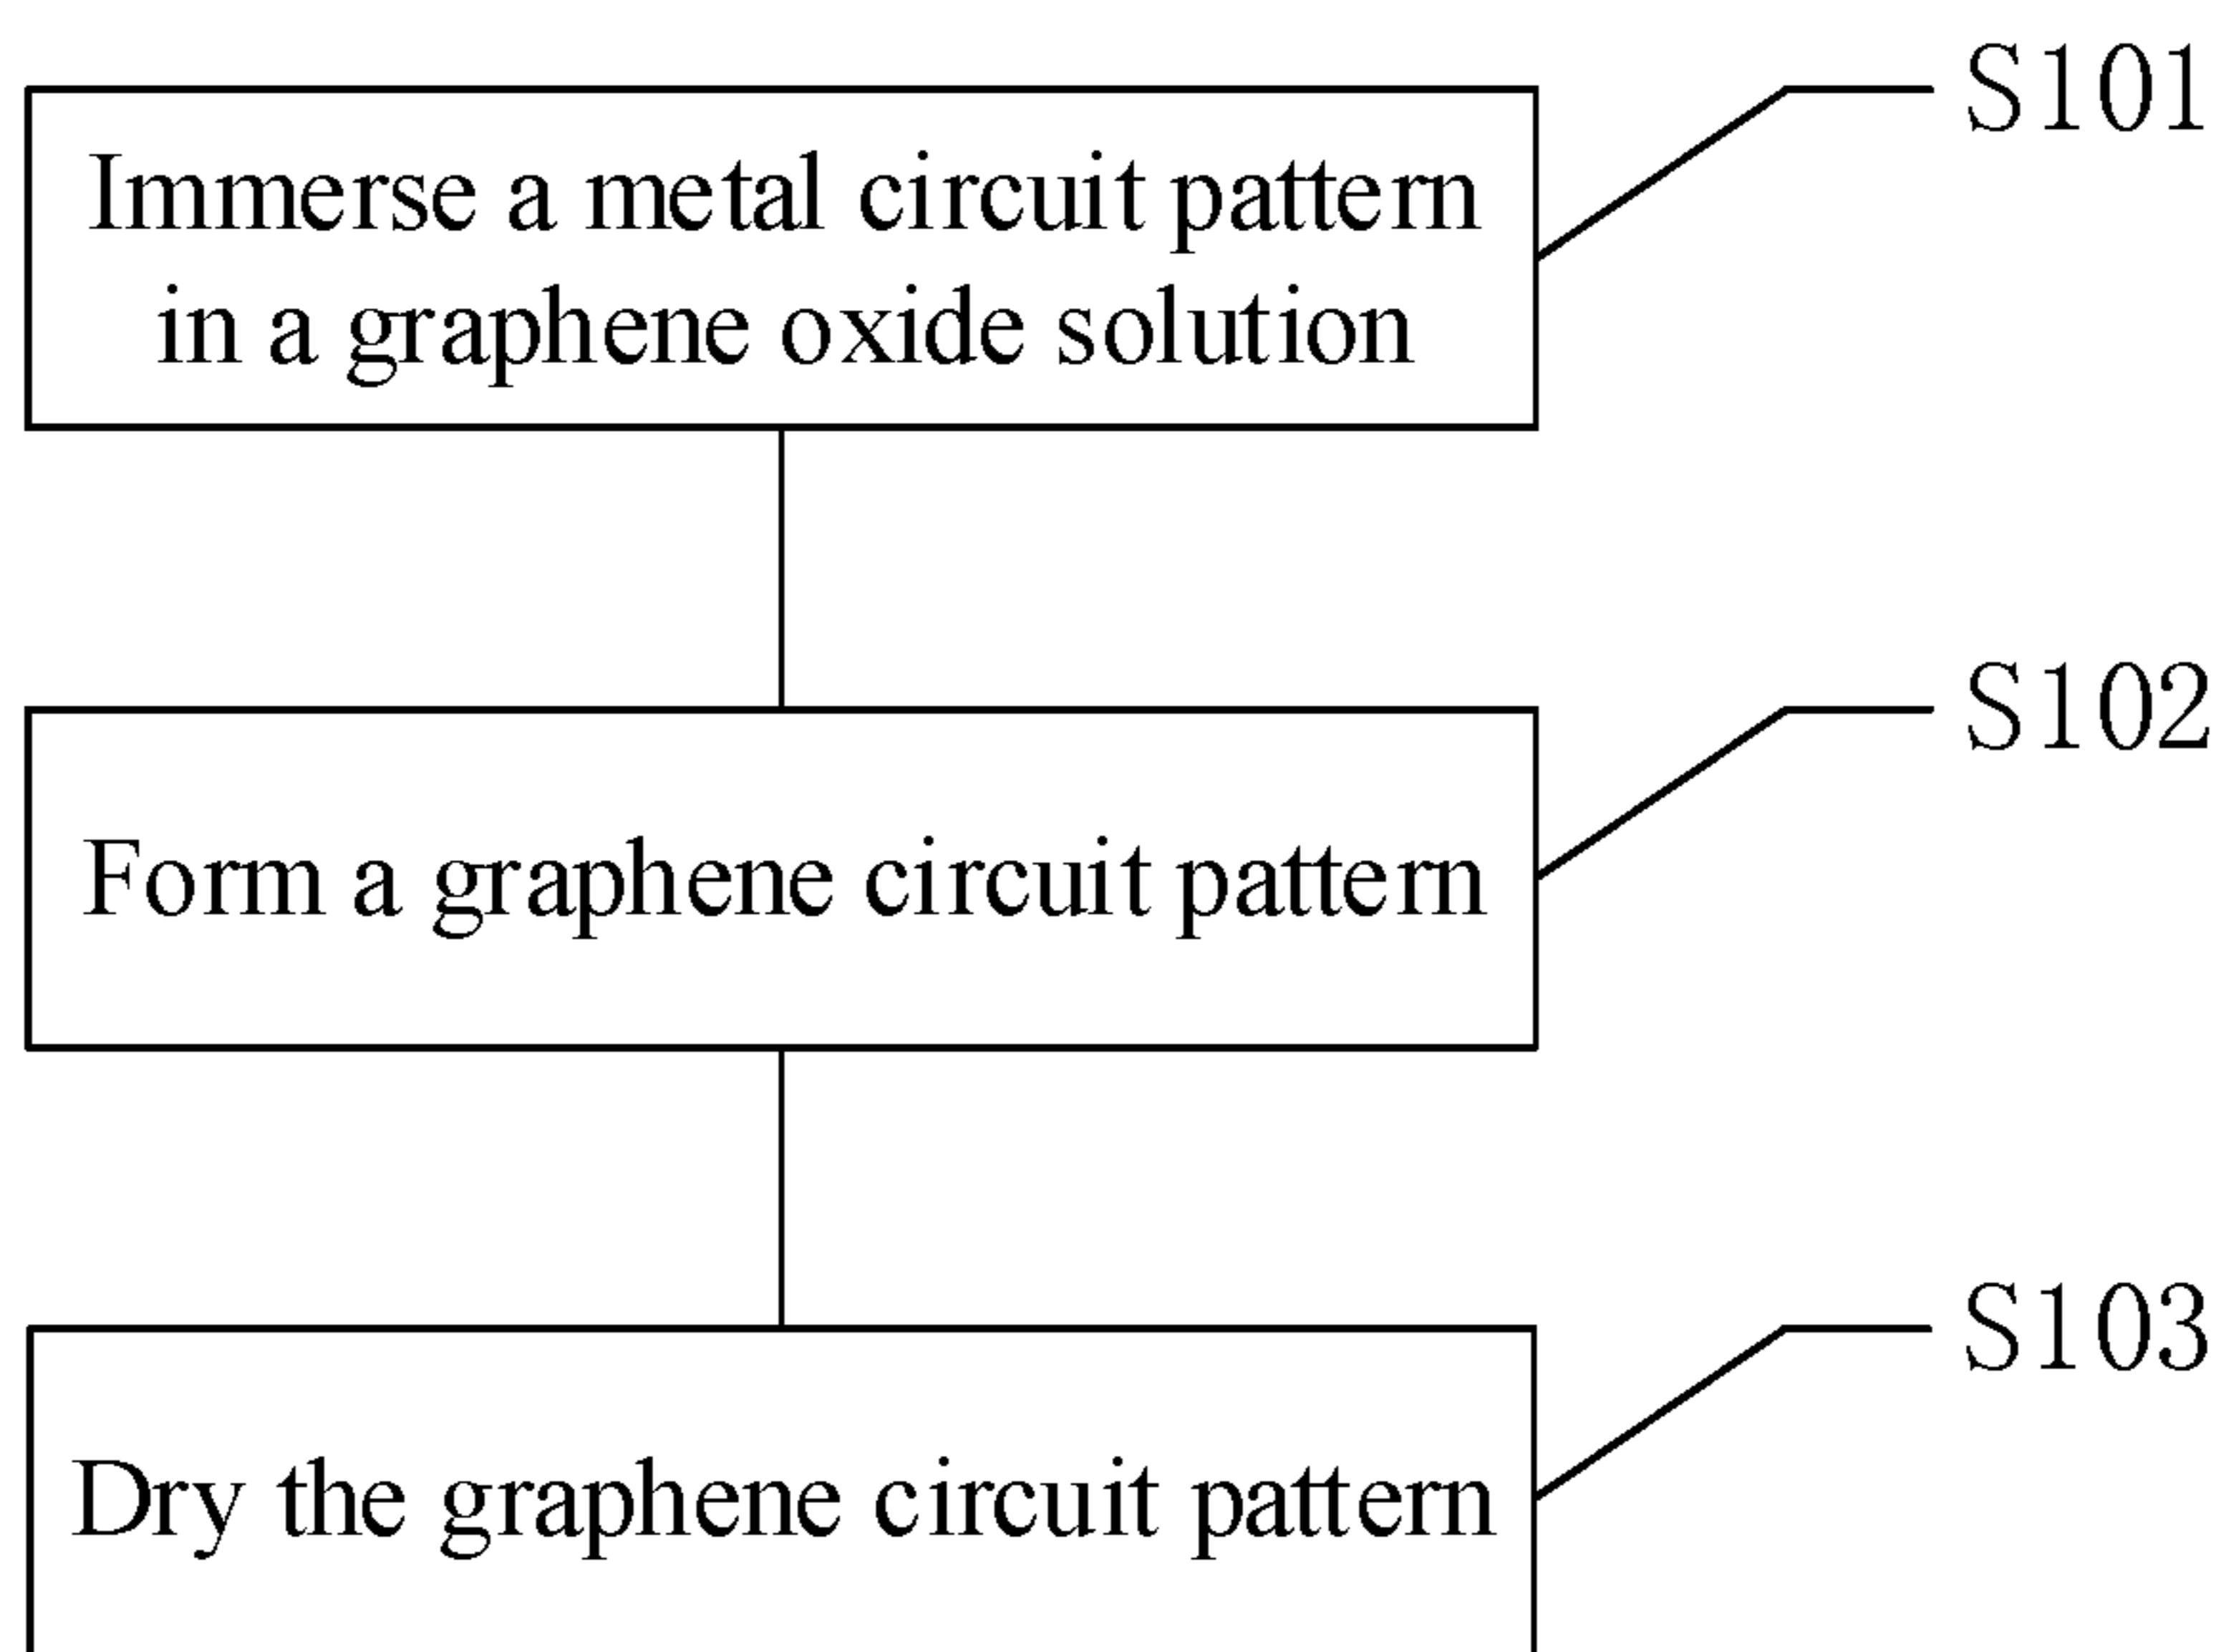 S101
Immerse a metal circuit pattern
in a graphene oxide solution
S102
Form a graphene circuit pattern
S103
Dry the graphene circuit pattern